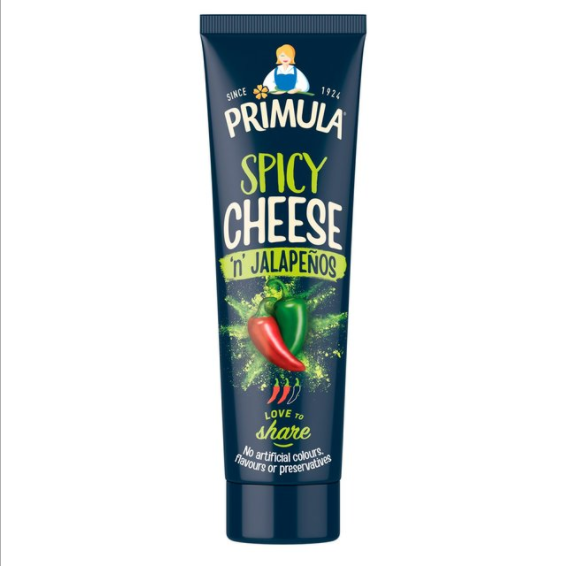 SINCE 1924
PRIMULA
SPICY
CHEESE
'n' JALAPEÑOS
LOVE TO
share
No artificial colours,
flavours or preservatives